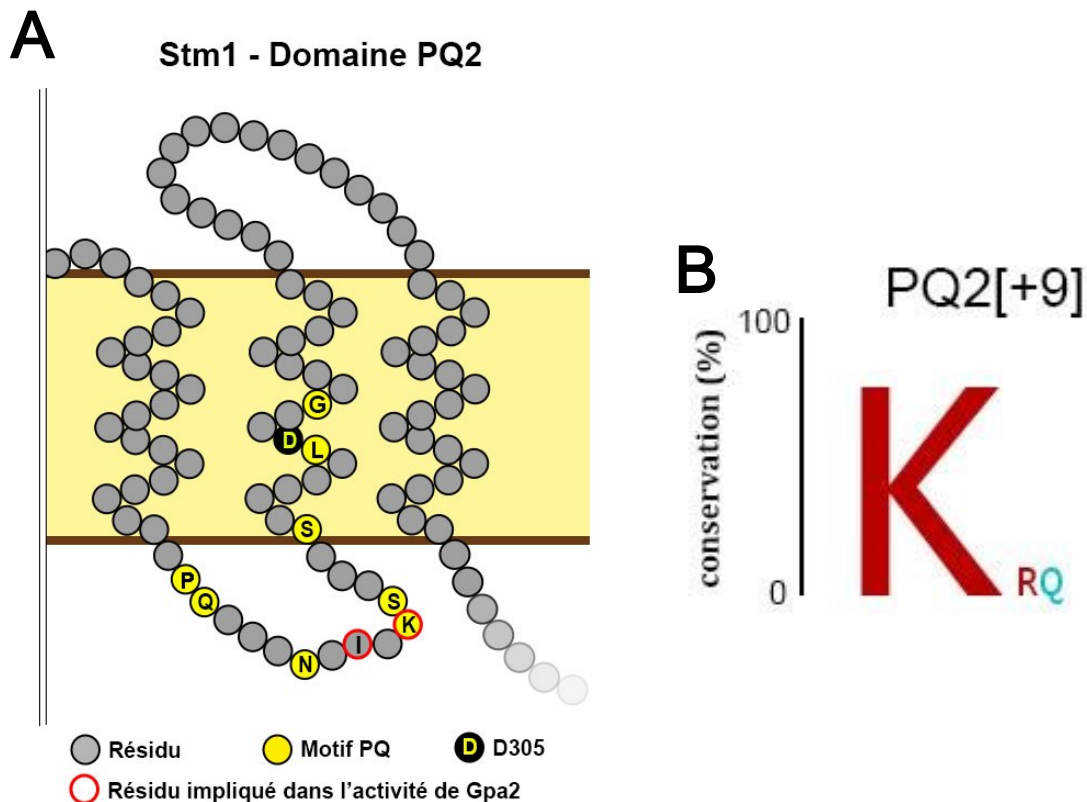 A
Stm1 - Domaine PQ2
G
D
L
S
P
Q
S
K
I
N
Résidu
Motif PQ
D D305
Résidu impliqué dans l'activité de Gpa2
B
PQ2[+9]
100
conservation (%)
0
K
RQ